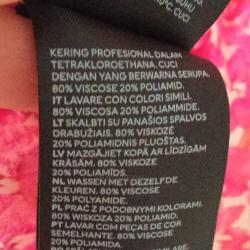 KERING PROFESIONAL DALAM
TETRAKLOROETHANA. CUCI
DENGAN YANG BERWARNA SERUPA.
80% VISCOSE 20% POLIAMID.
IT LAVARE CON COLORI SIMILI.
80% VISCOSA 20% POLIAMMIDE.
LT SKALBTI SU PANAŠIOS SPALVOS
DRABUŽIAIS. 80% VISKOZĖ
20% POLIAMIDINIS PLUOŠTAS.
LV MAZGĀJIET KOPĀ AR LĪDZĪGĀM
KRĀSĀM. 80% VISKOZE
20% POLIAMĪDS.
NL WASSEN MET DEZELFDE
KLEUREN. 80% VISCOSE
20% POLYAMIDE.
PL PRAĆ Z PODOBNYMI KOLORAMI.
80% WISKOZA 20% POLIAMID.
PT LAVAR COM PEÇAS DE COR
SEMELHANTE. 80% VISCOSE
20% POLIAMIDA.